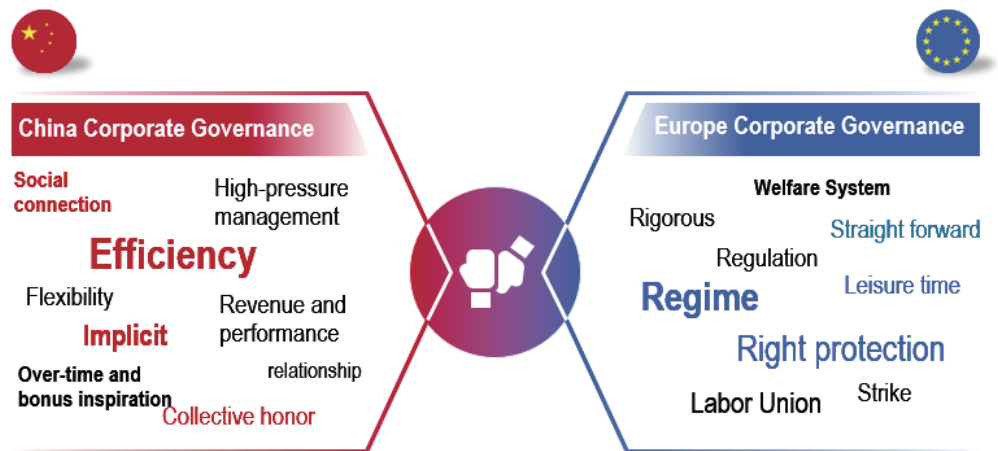 China Corporate Governance
Social
connection
High-pressure
management
Efficiency
Flexibility
Revenue and
performance
Implicit
Over-time and
bonus inspiration
relationship
Collective honor
Europe Corporate Governance
Welfare System
Rigorous
Straight forward
Regulation
Regime
Leisure time
Right protection
Labor Union
Strike